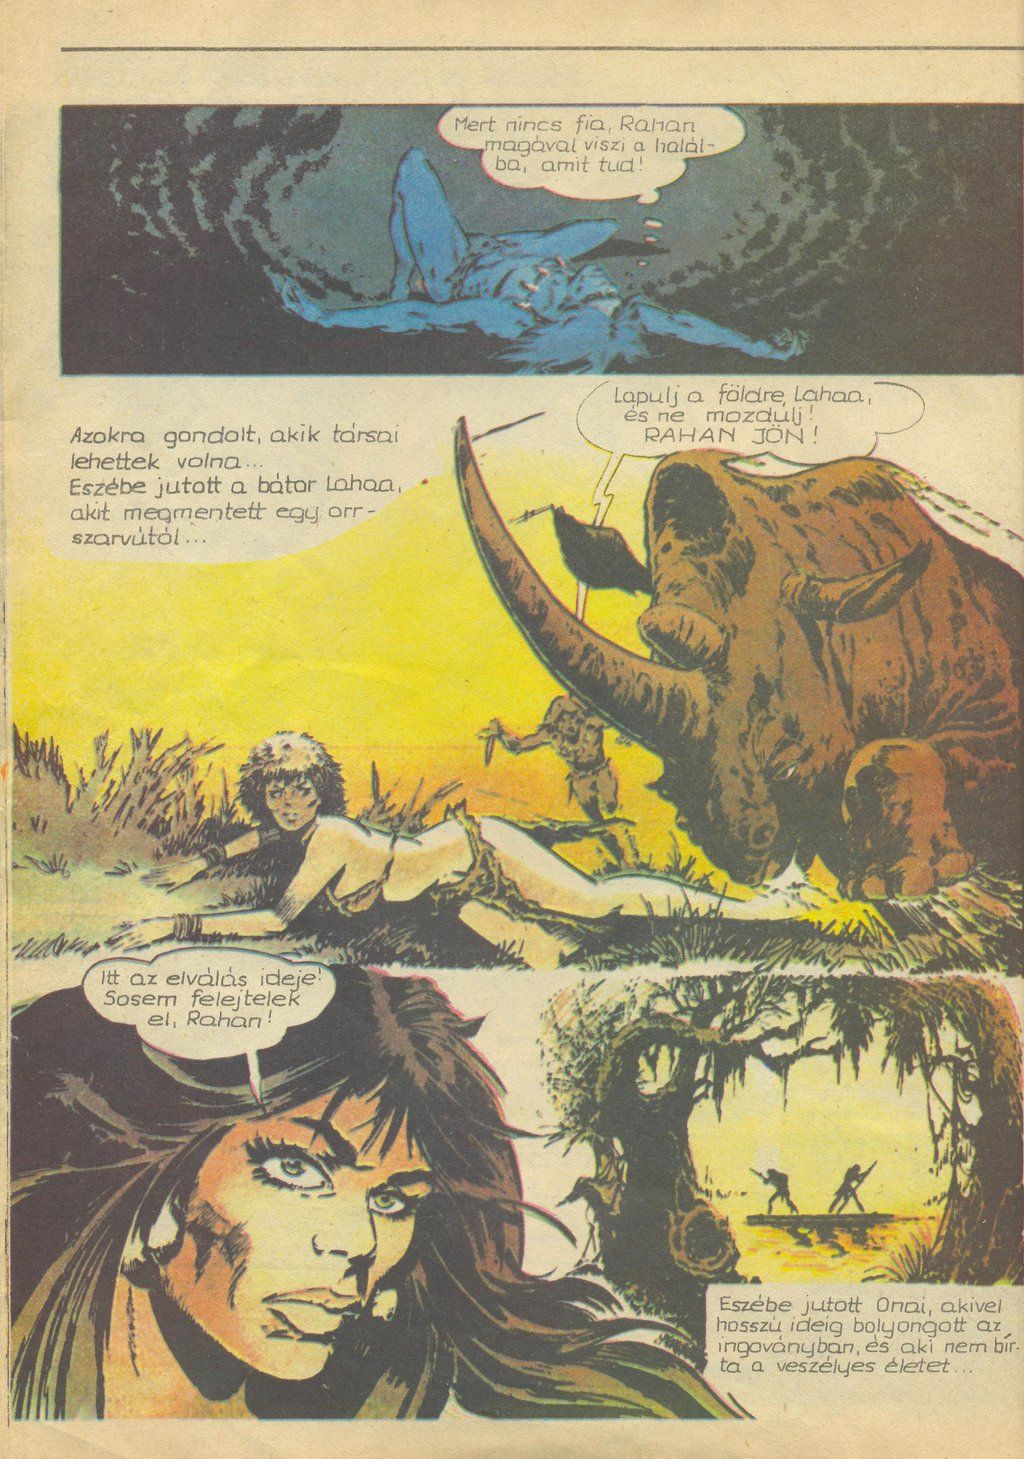 Mert nincs fia, Rahan
magával viszi a halál-
ba, amit tud!
Azokra gondolt, akik társai
lehettek volna...
Eszébe jutott a bátor Lahaa,
akit megmentett egy orr-
szarvútól...
Lapulj a földre, Lahaa,
és ne mozdulj!
RAHAN JÖN!
Itt az elválás ideje!
Sosem felejtelek
el, Rahan!
Eszébe jutott Onai, akivel
hosszú ideig bolyongott az
ingoványban, és aki nem bír-
ta a veszélyes életet...